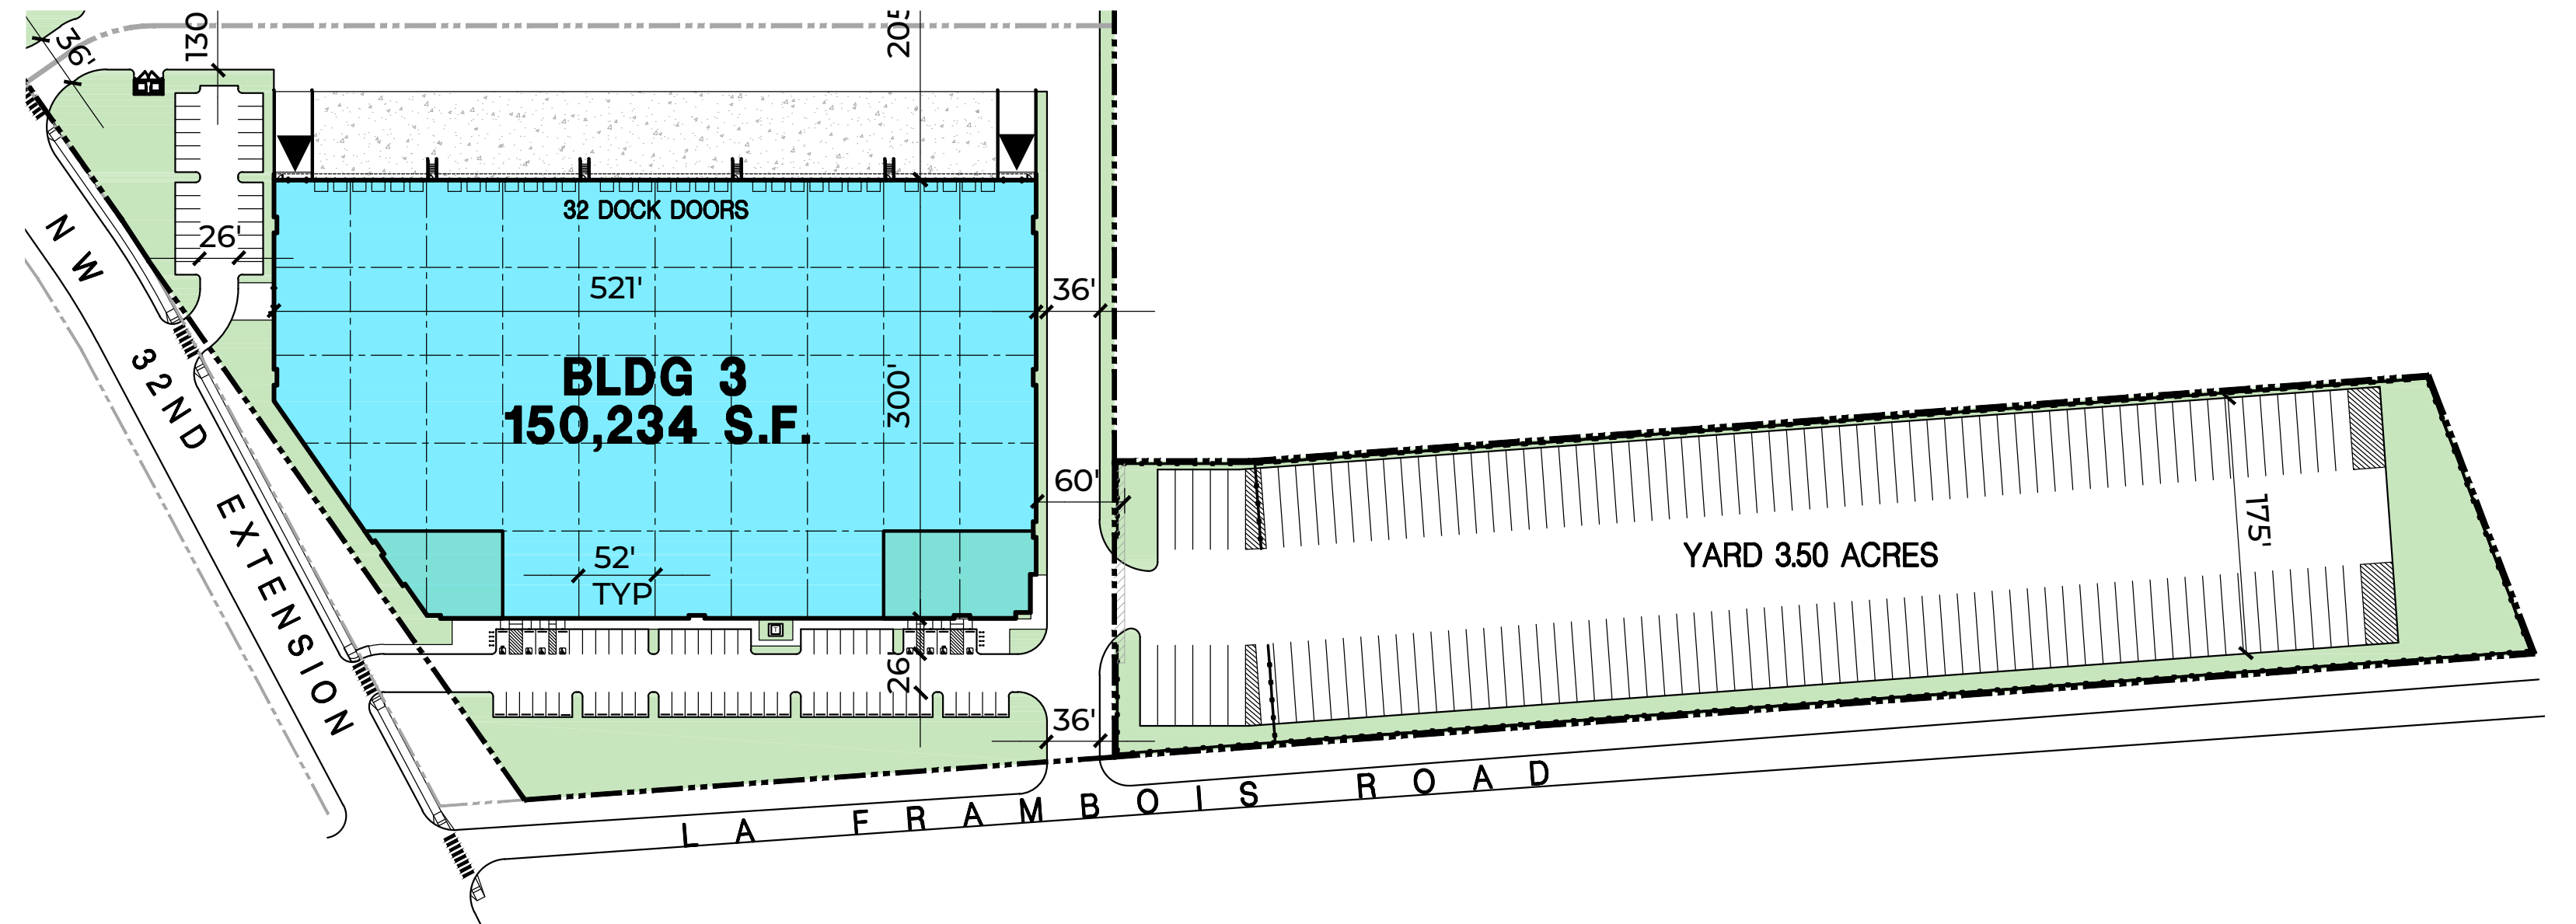 36'
130
205
32 DOCK DOORS
26'
521'
36'
BLDG 3
150,234 S.F.
300'
60'
52'
TYP
26'
36'
YARD 3.50 ACRES
175'
NW 32ND EXTENSION
LA FRAMBOIS ROAD